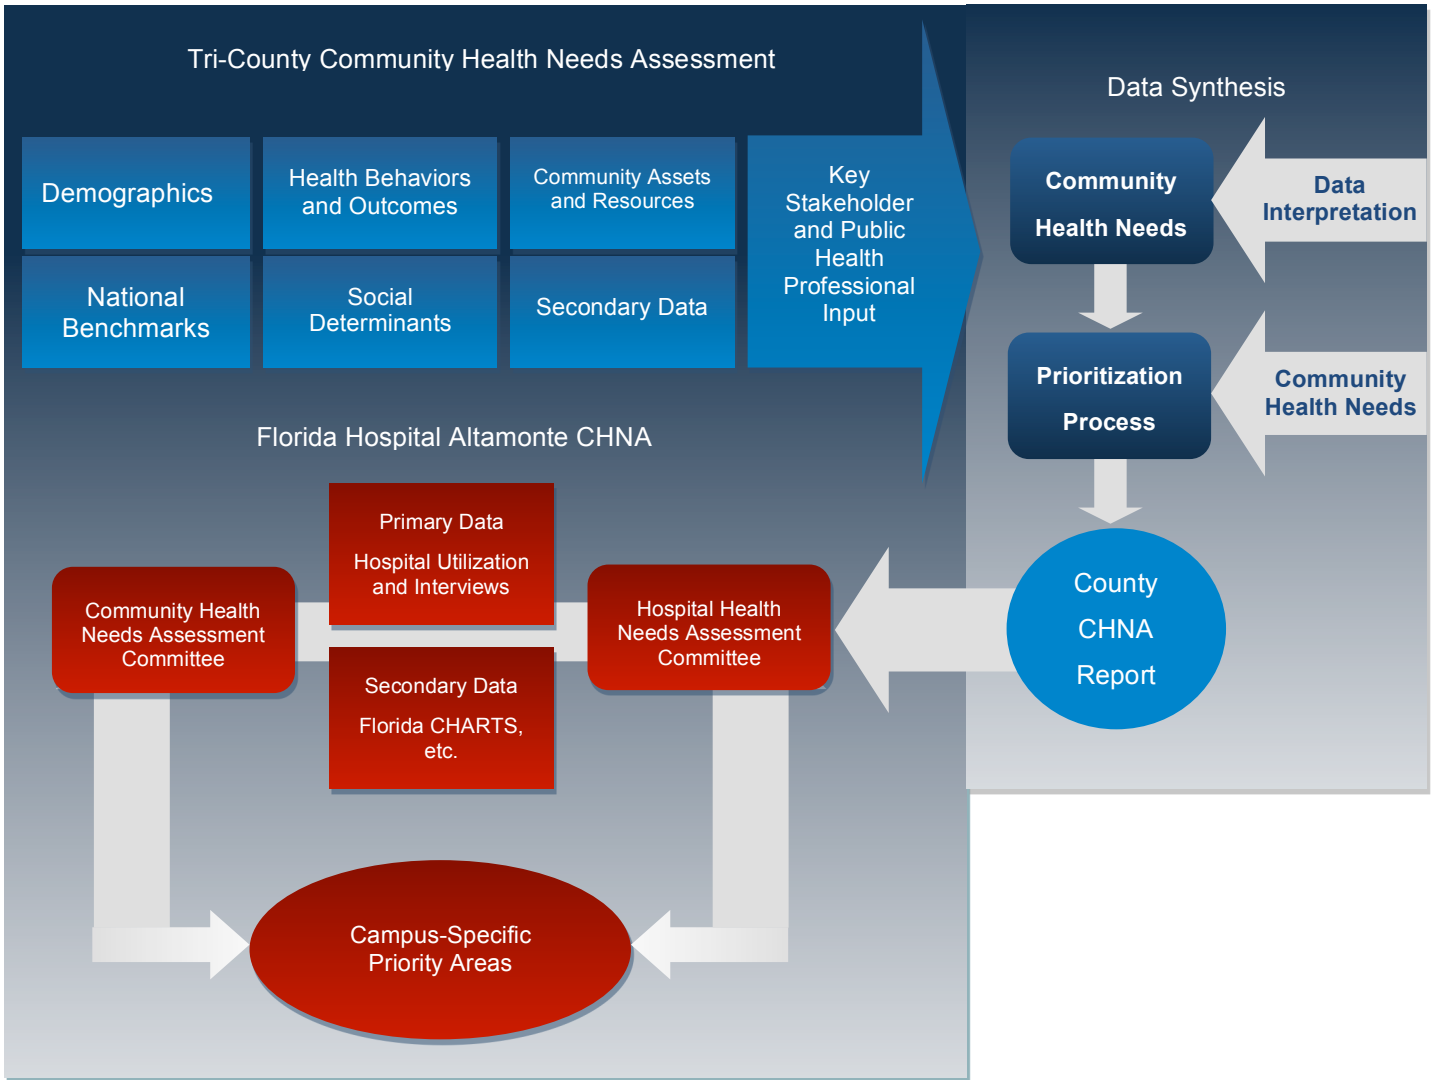 Tri-County Community Health Needs Assessment
Demographics
Health Behaviors
and Outcomes
Community Assets
and Resources
National
Benchmarks
Social
Determinants
Secondary Data
Key
Stakeholder
and Public
Health
Professional
Input
Data Synthesis
Community
Health Needs
Data
Interpretation
Prioritization
Process
Community
Health Needs
County
CHNA
Report
Florida Hospital Altamonte CHNA
Primary Data
Hospital Utilization
and Interviews
Community Health
Needs Assessment
Committee
Hospital Health
Needs Assessment
Committee
Secondary Data
Florida CHARTS,
etc.
Campus-Specific
Priority Areas